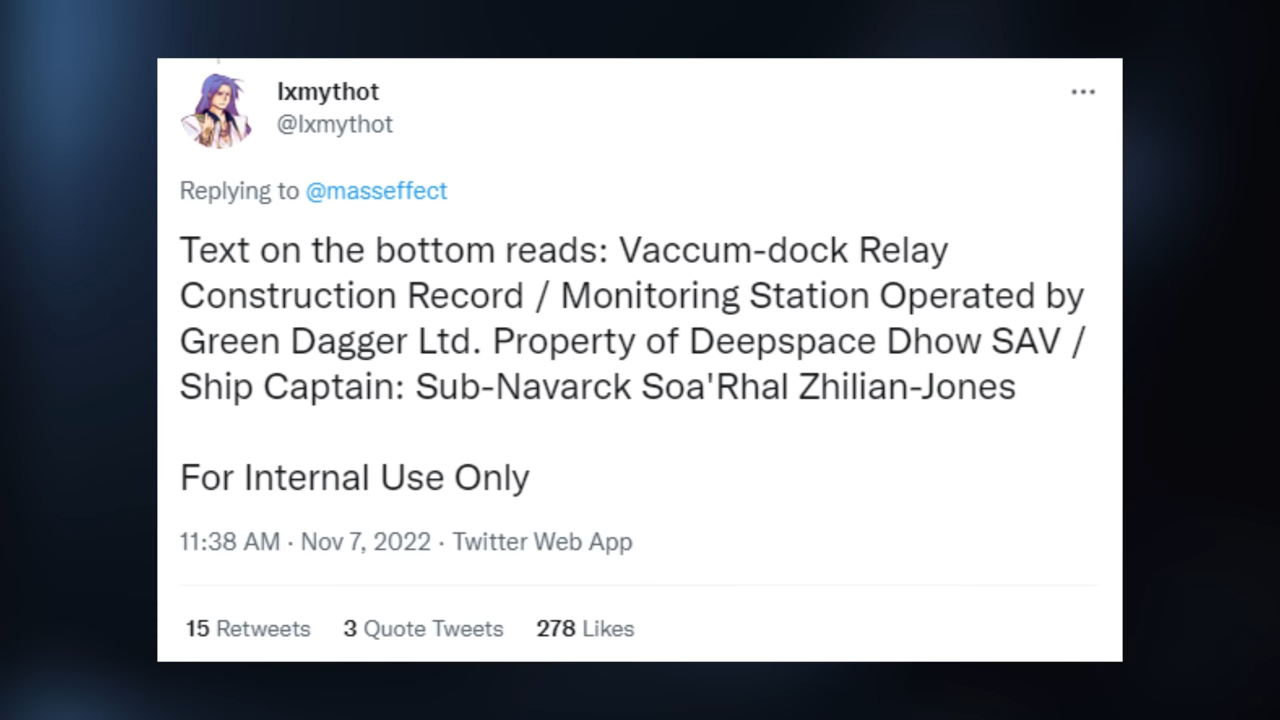 lxmythot
@lxmythot
Replying to @masseffect
Text on the bottom reads: Vaccum-dock Relay
Construction Record / Monitoring Station Operated by
Green Dagger Ltd. Property of Deepspace Dhow SAV /
Ship Captain: Sub-Navarck Soa'Rhal Zhilian-Jones
For Internal Use Only
11:38 AM · Nov 7, 2022 · Twitter Web App
15 Retweets 3 Quote Tweets 278 Likes